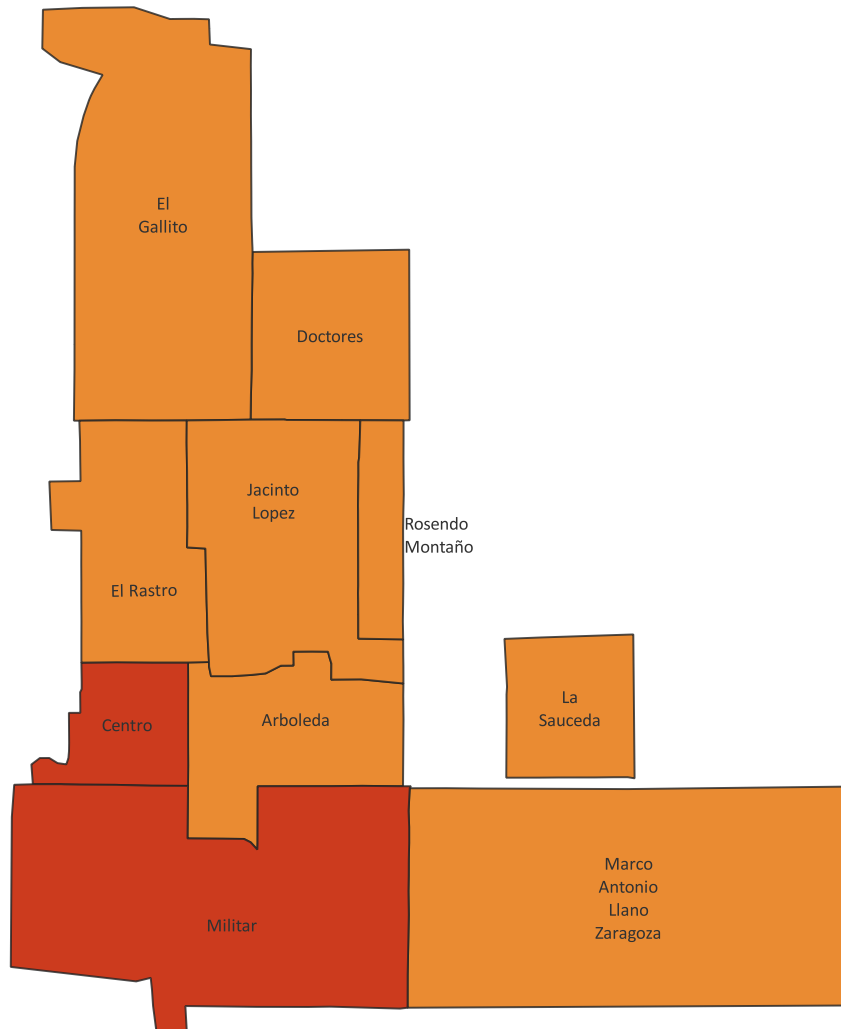 El
Gallito
Doctores
Jacinto
Lopez
Rosendo
Montaño
El Rastro
La
Sauceda
Centro
Arboleda
Marco
Antonio
Llano
Zaragoza
Militar